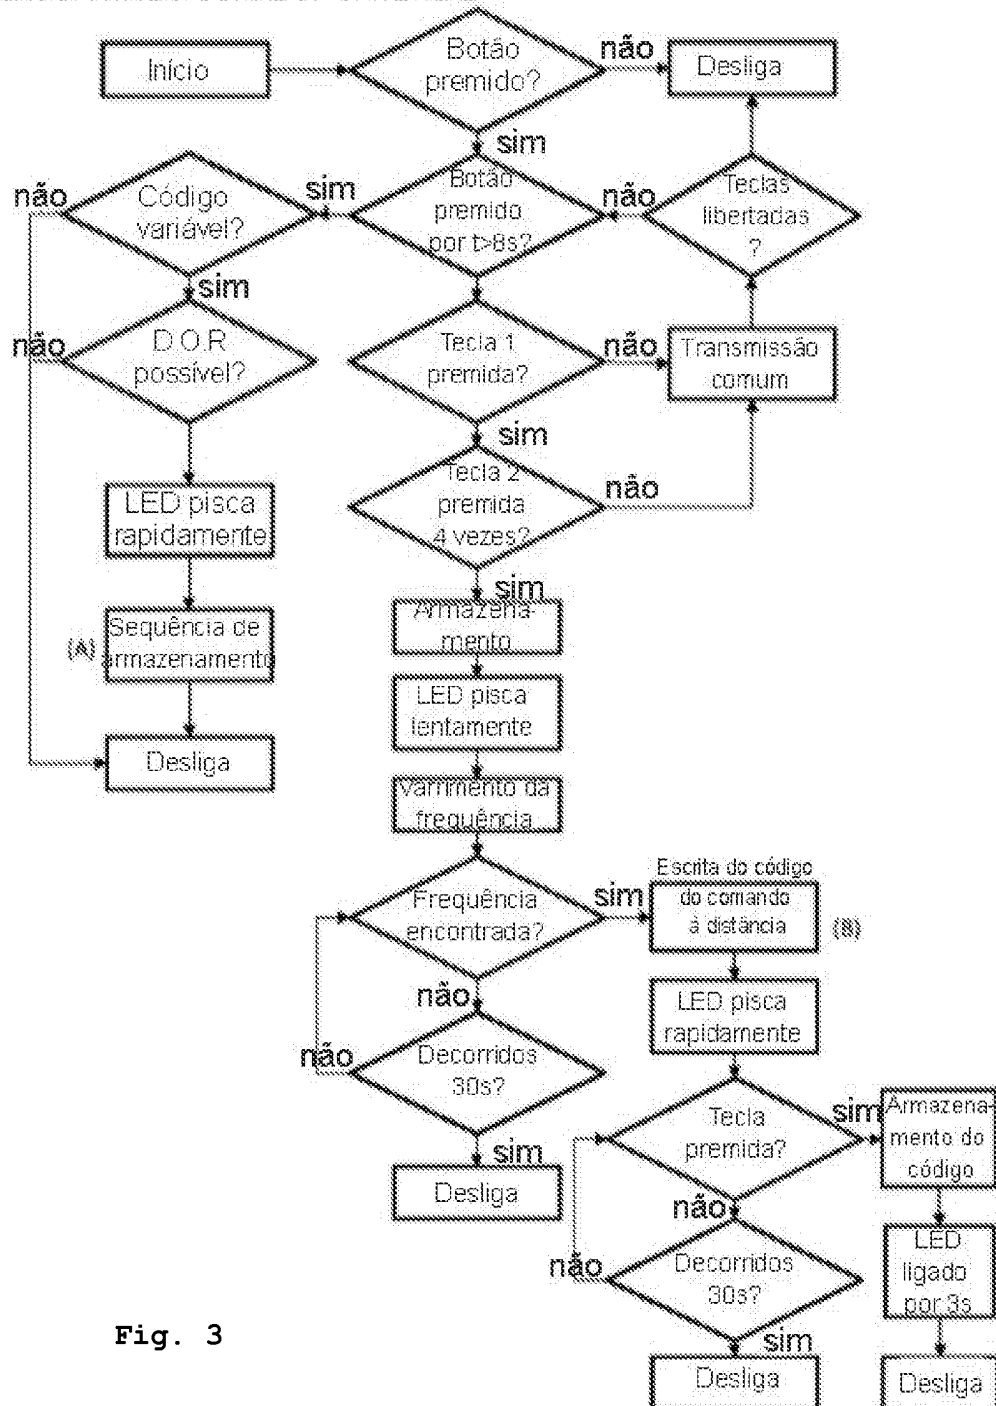 Início
Botão
premido?
não
Desliga
sim
não
Código
variável?
sim
Botão
premido
por t>8s?
não
Teclas
libertadas
?
sim
não
D.O.R
possível?
Tecla 1
premida?
não
Transmissão
comum
sim
LED pisca
rapidamente
Tecla 2
premida
4 vezes?
não
sim
(A)
Sequência de
armazenamento
Armazena-
mento
LED pisca
lentamente
Desliga
varrimento da
frequência
Frequência
encontrada?
sim
Escrita do código
do comando
à distância
(B)
não
LED pisca
rapidamente
não
Decorridos
30s?
sim
Desliga
Tecla
premida?
sim
Armazena-
mento do
código
não
não
Decorridos
30s?
LED
ligado
por 3s
sim
Desliga
Desliga
Fig. 3